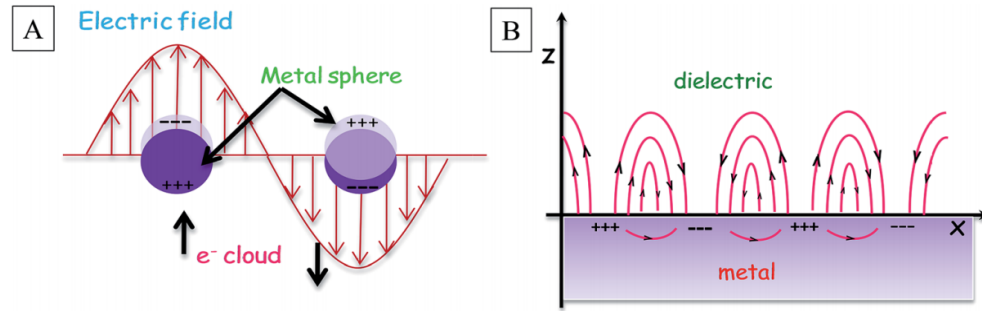 A
Electric field
Metal sphere
---
+++
+++
---
e⁻ cloud
B
Z
dielectric
+++ --- +++ --- X
metal